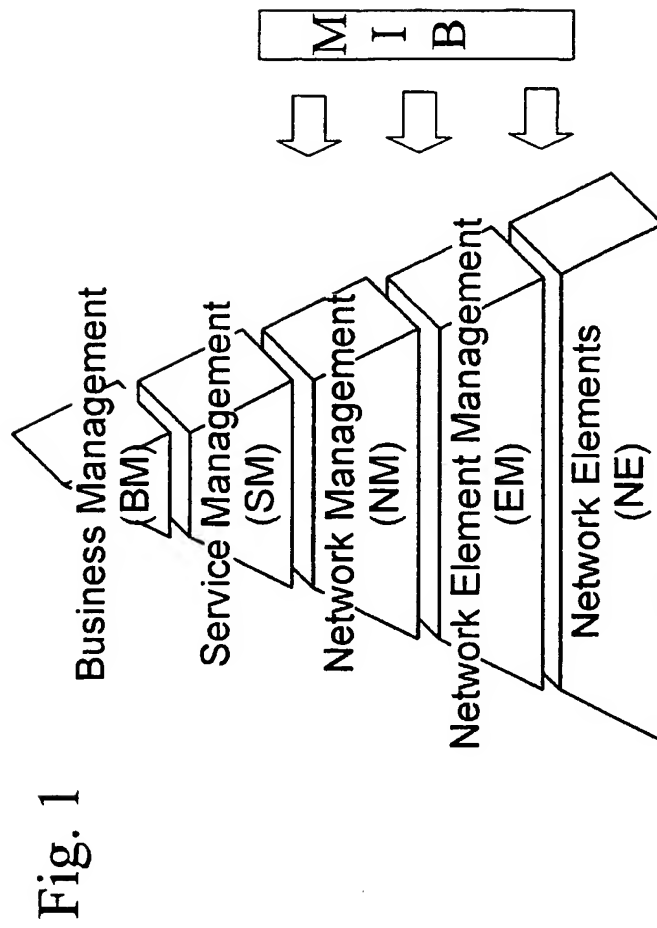 Fig. 1
Business Management
(BM)
Service Management
(SM)
Network Management
(NM)
Network Element Management
(EM)
Network Elements
(NE)
M
I
B